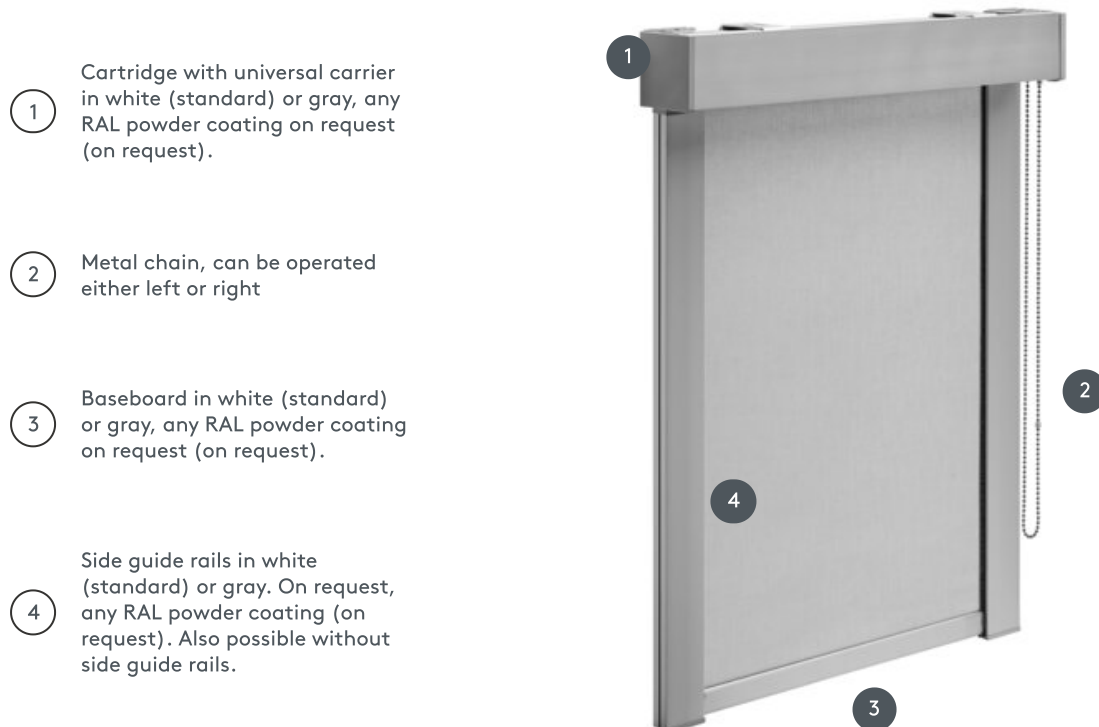 1
Cartridge with universal carrier
in white (standard) or gray, any
RAL powder coating on request
(on request).
2
Metal chain, can be operated
either left or right
3
Baseboard in white (standard)
or gray, any RAL powder coating
on request (on request).
4
Side guide rails in white
(standard) or gray. On request,
any RAL powder coating (on
request). Also possible without
side guide rails.
1
2
4
3